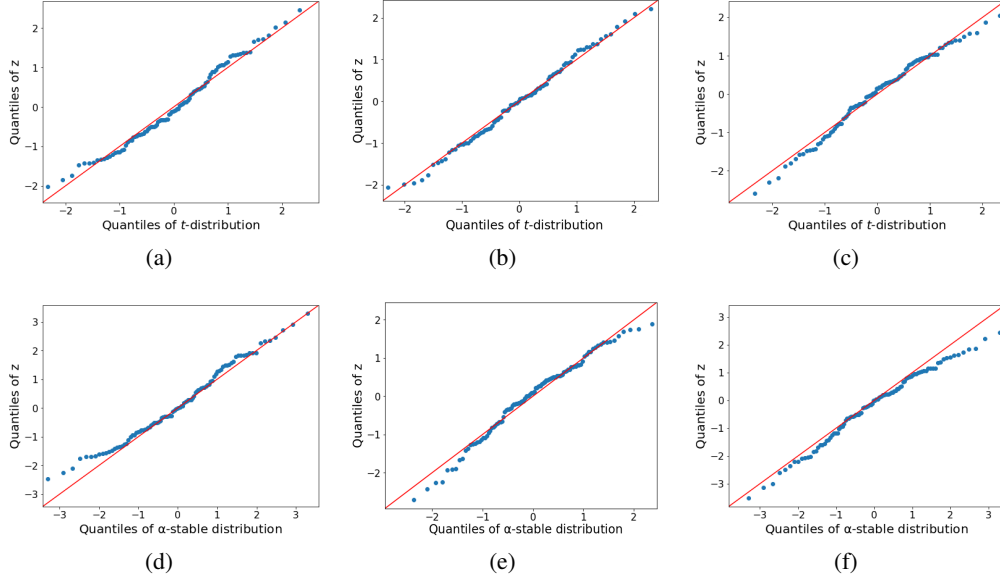 Quantiles of z
2
1
0
−1
−2
−2 −1 0 1 2
Quantiles of t-distribution
(a)
Quantiles of z
2
1
0
−1
−2
−2 −1 0 1 2
Quantiles of t-distribution
(b)
Quantiles of z
2
1
0
−1
−2
−2 −1 0 1 2
Quantiles of t-distribution
(c)
Quantiles of z
3
2
1
0
−1
−2
−3
−3 −2 −1 0 1 2 3
Quantiles of α-stable distribution
(d)
Quantiles of z
2
1
0
−1
−2
−2 −1 0 1 2
Quantiles of α-stable distribution
(e)
Quantiles of z
3
2
1
0
−1
−2
−3
−3 −2 −1 0 1 2 3
Quantiles of α-stable distribution
(f)